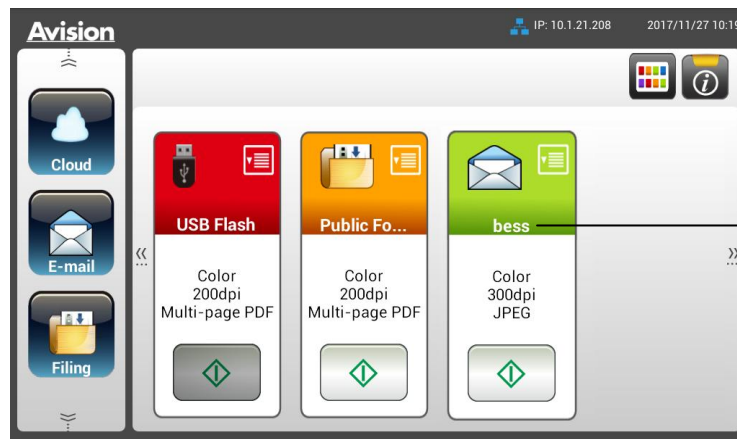 Avision
IP: 10.1.21.208 2017/11/27 10:19
Cloud
E-mail
Filing
USB Flash
Color
200dpi
Multi-page PDF
Public Fo...
Color
200dpi
Multi-page PDF
bess
Color
300dpi
JPEG